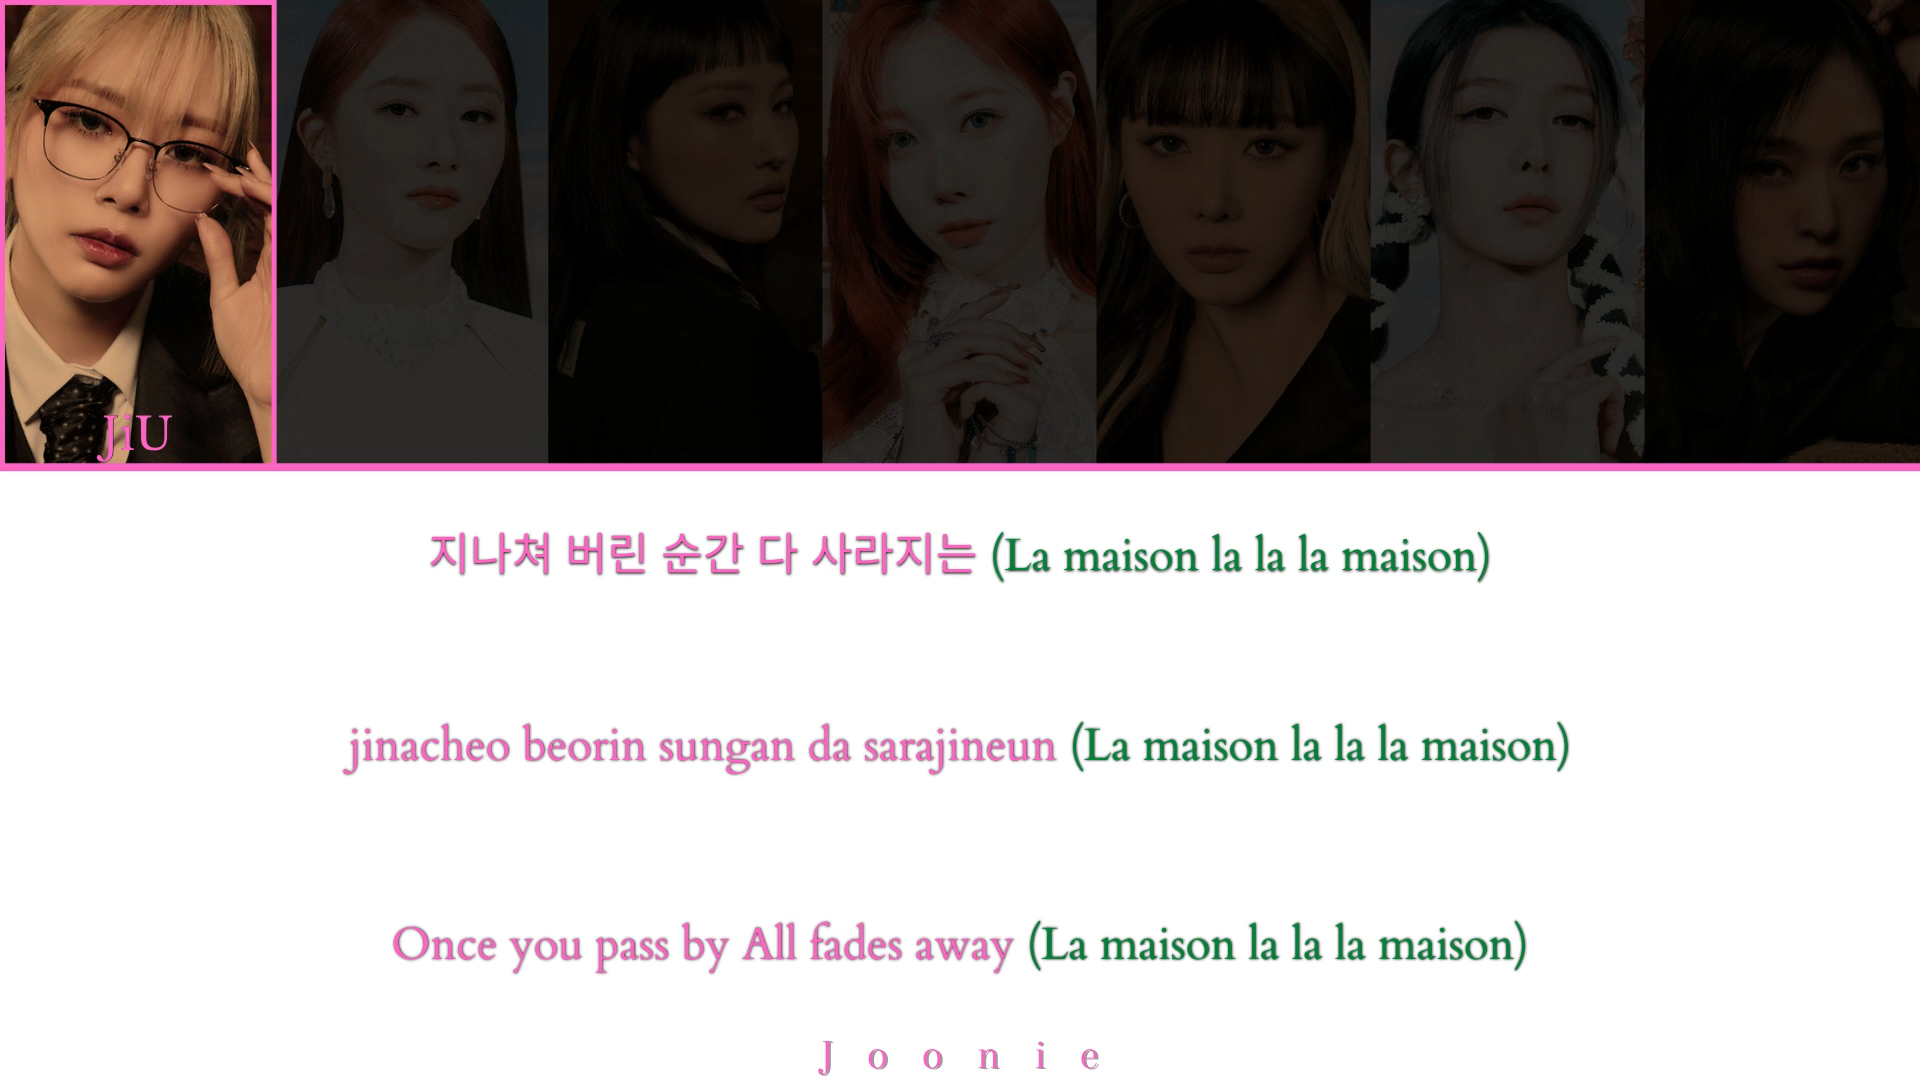 JiU
지나쳐 버린 순간 다 사라지는 (La maison la la la maison)
jinacheo beorin sungan da sarajineun (La maison la la la maison)
Once you pass by All fades away (La maison la la la maison)
Joonie